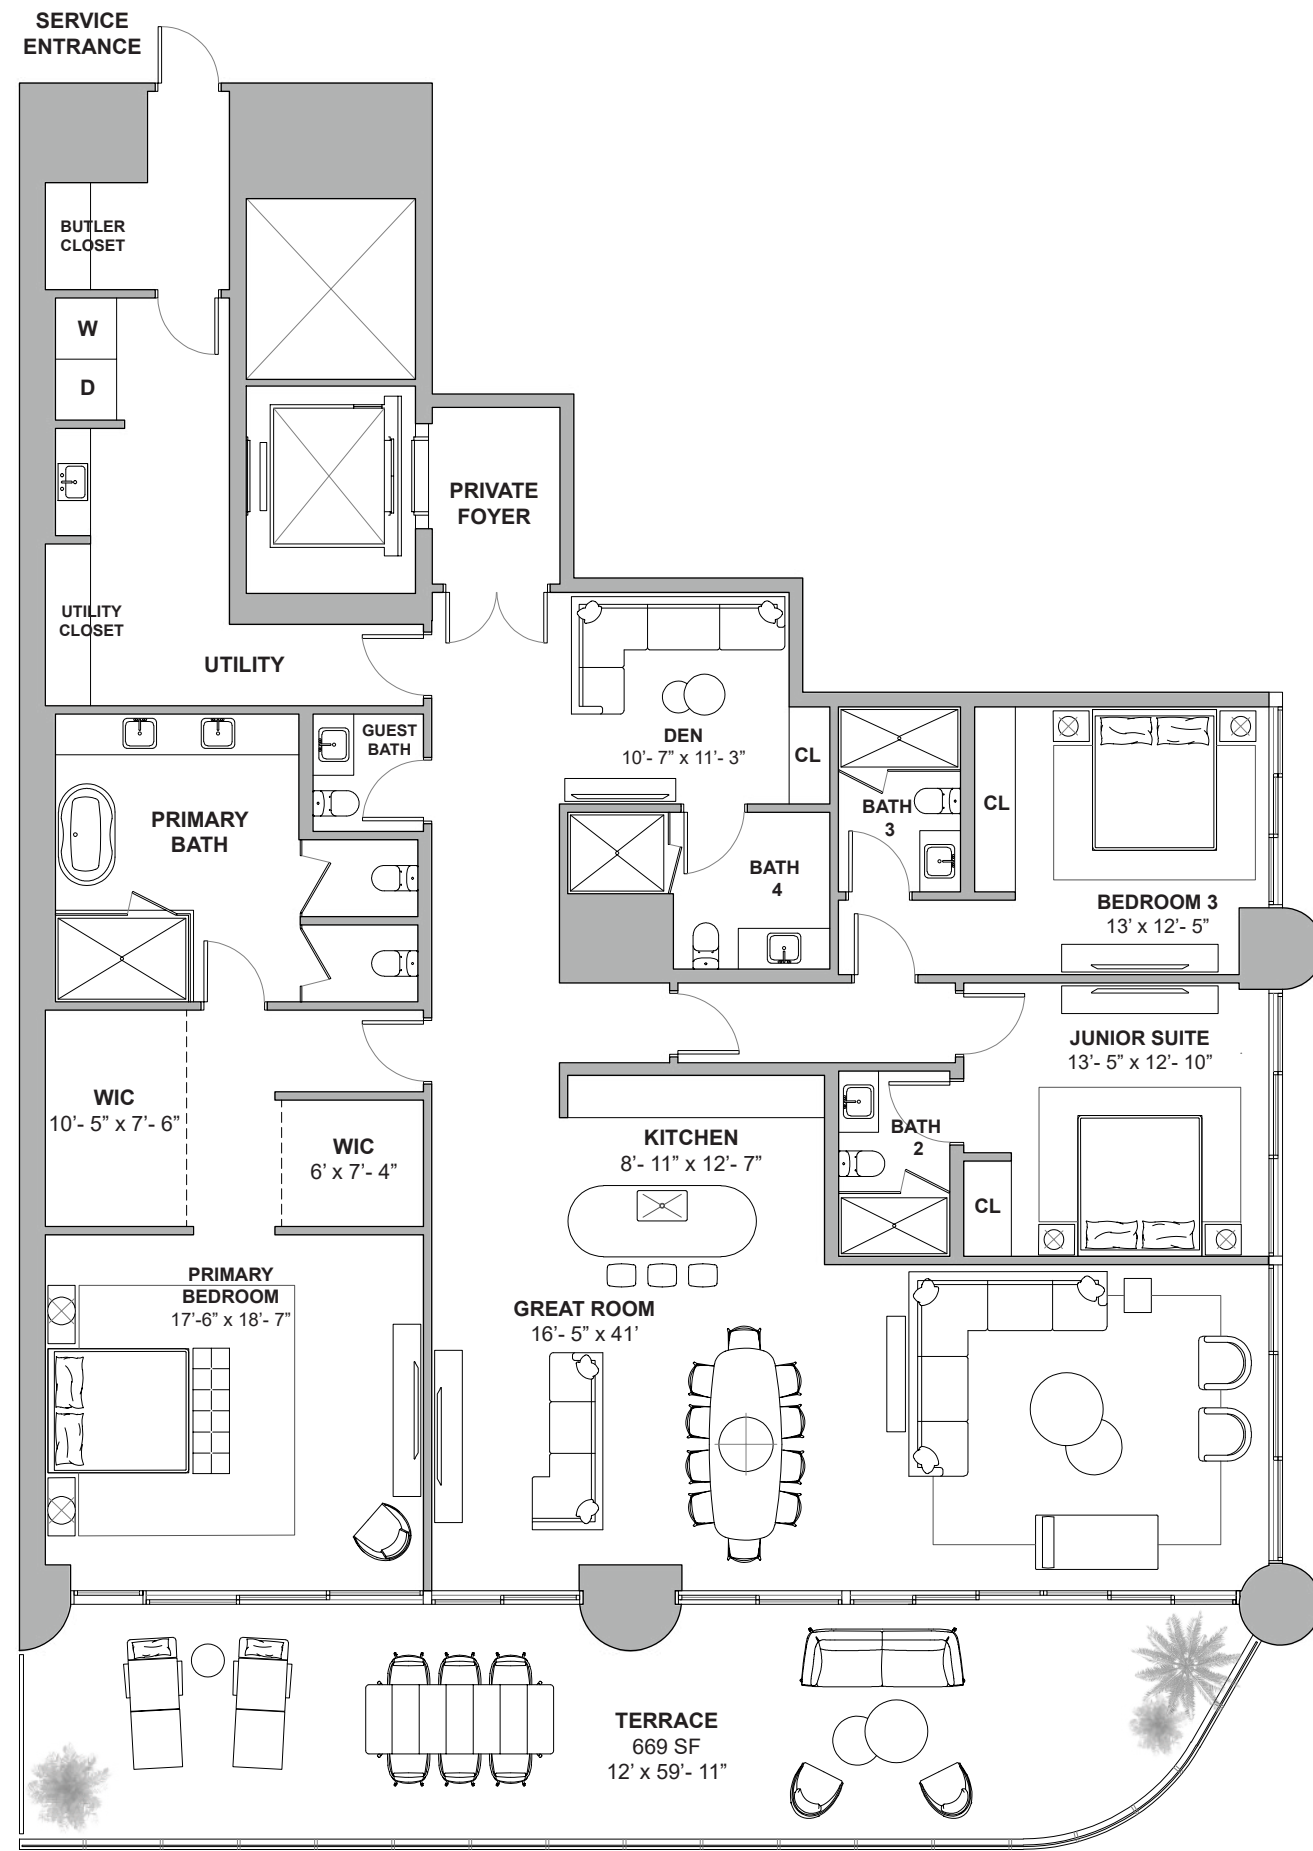 SERVICE
ENTRANCE
BUTLER
CLOSET
W
D
PRIVATE
FOYER
UTILITY
CLOSET
UTILITY
GUEST
BATH
DEN
10’- 7” x 11’- 3”
CL
BATH
3
CL
PRIMARY
BATH
BATH
4
BEDROOM 3
13’ x 12’- 5”
JUNIOR SUITE
13’- 5” x 12’- 10”
WIC
10’- 5” x 7’- 6”
WIC
6’ x 7’- 4”
KITCHEN
8’- 11” x 12’- 7”
BATH
2
CL
PRIMARY
BEDROOM
17’-6” x 18’- 7”
GREAT ROOM
16’- 5” x 41’
TERRACE
669 SF
12’ x 59’- 11”